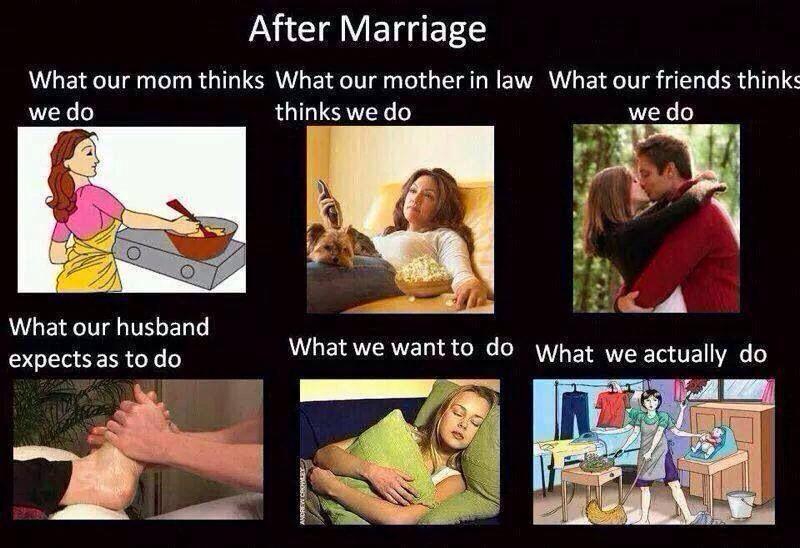 After Marriage
What our mom thinks
we do
What our mother in law
thinks we do
What our friends thinks
we do
What our husband
expects as to do
What we want to do
What we actually do